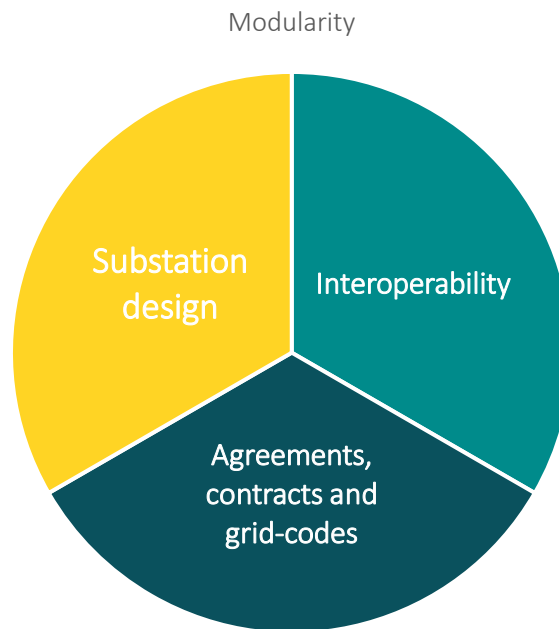 Modularity
Substation
design
Interoperability
Agreements,
contracts and
grid-codes